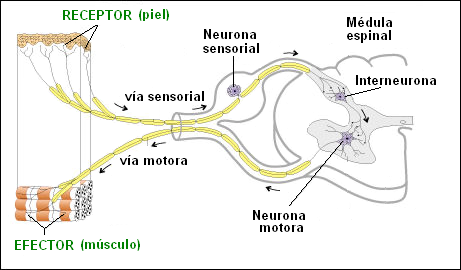 RECEPTOR (piel)
Neurona
sensorial
Médula
espinal
Interneurona
vía sensorial
vía motora
Neurona
motora
EFECTOR (músculo)